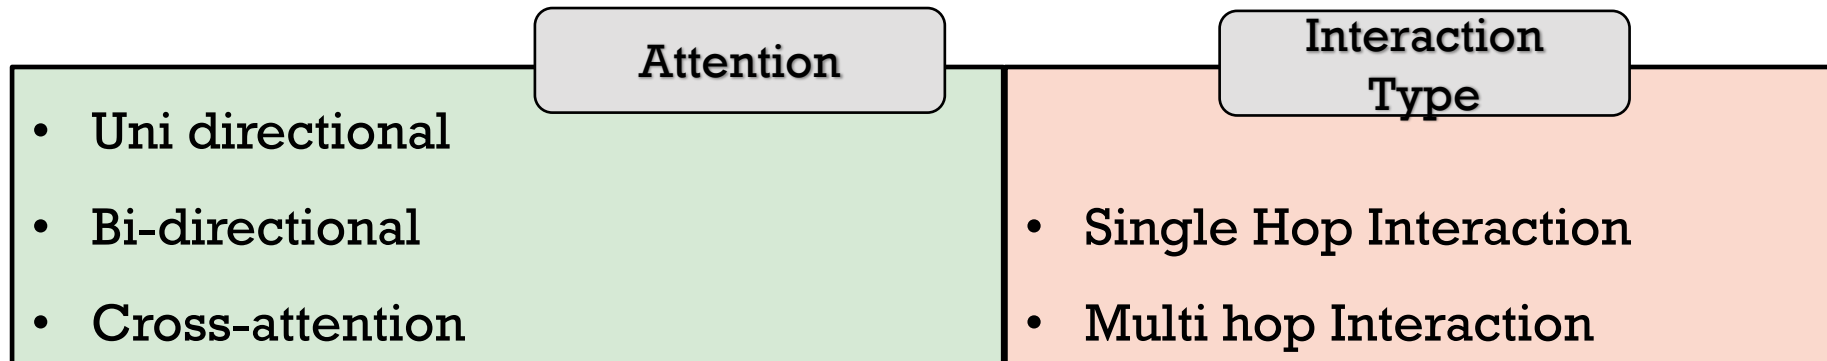 Attention
• Uni directional
• Bi-directional
• Cross-attention
Interaction
Type
• Single Hop Interaction
• Multi hop Interaction